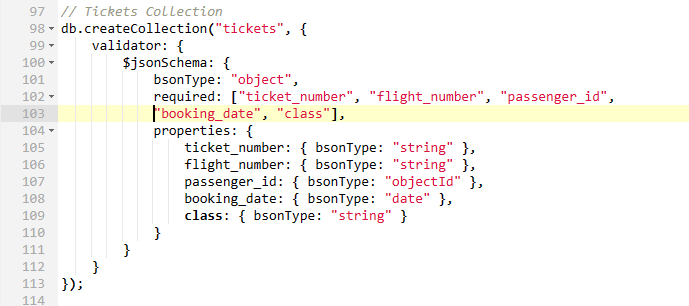 97 // Tickets Collection
98 db.createCollection("tickets", {
99 validator: {
100 $jsonSchema: {
101 bsonType: "object",
102 required: ["ticket_number", "flight_number", "passenger_id",
103 "booking_date", "class"],
104 properties: {
105 ticket_number: { bsonType: "string" },
106 flight_number: { bsonType: "string" },
107 passenger_id: { bsonType: "objectId" },
108 booking_date: { bsonType: "date" },
109 class: { bsonType: "string" }
110 }
111 }
112 }
113 });
114